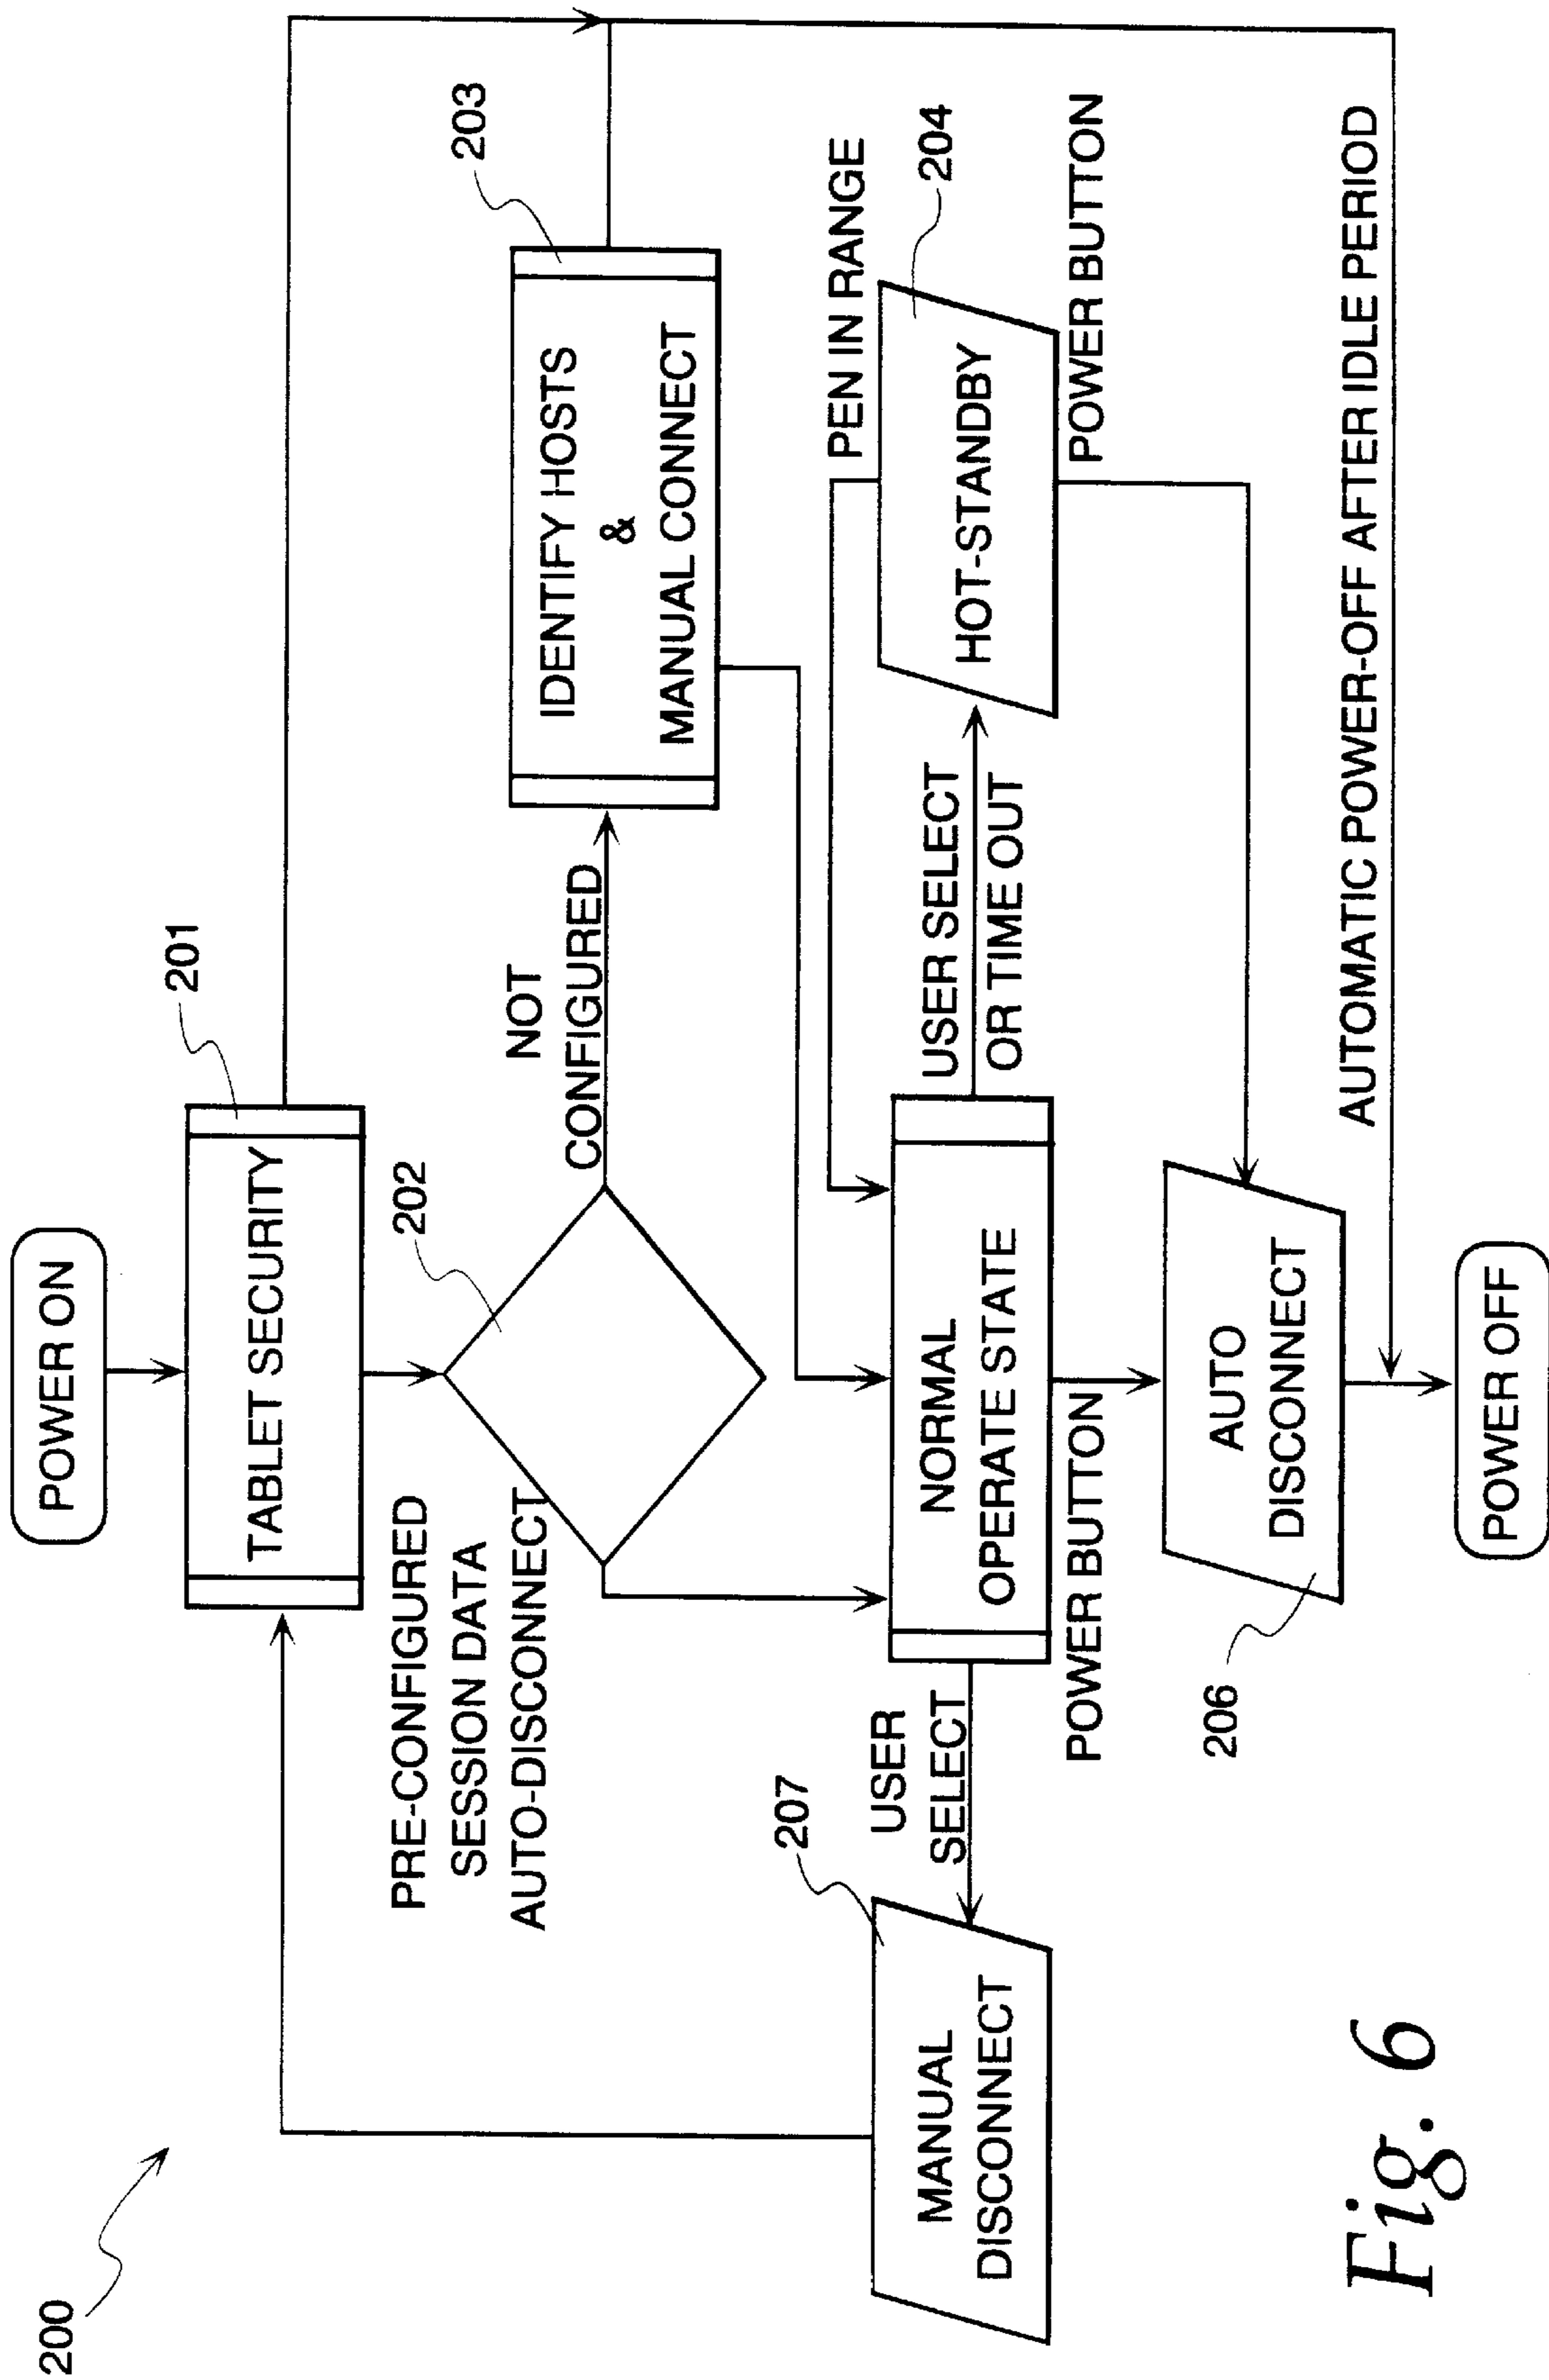 200
POWER ON
201
TABLET SECURITY
PRE-CONFIGURED
SESSION DATA
AUTO-DISCONNECT
202
NOT
CONFIGURED
203
IDENTIFY HOSTS
&
MANUAL CONNECT
207
MANUAL
DISCONNECT
USER
SELECT
NORMAL
OPERATE STATE
USER SELECT
OR TIME OUT
PEN IN RANGE
204
HOT-STANDBY
POWER BUTTON
POWER BUTTON
206
AUTO
DISCONNECT
AUTOMATIC POWER-OFF AFTER IDLE PERIOD
POWER OFF
Fig. 6